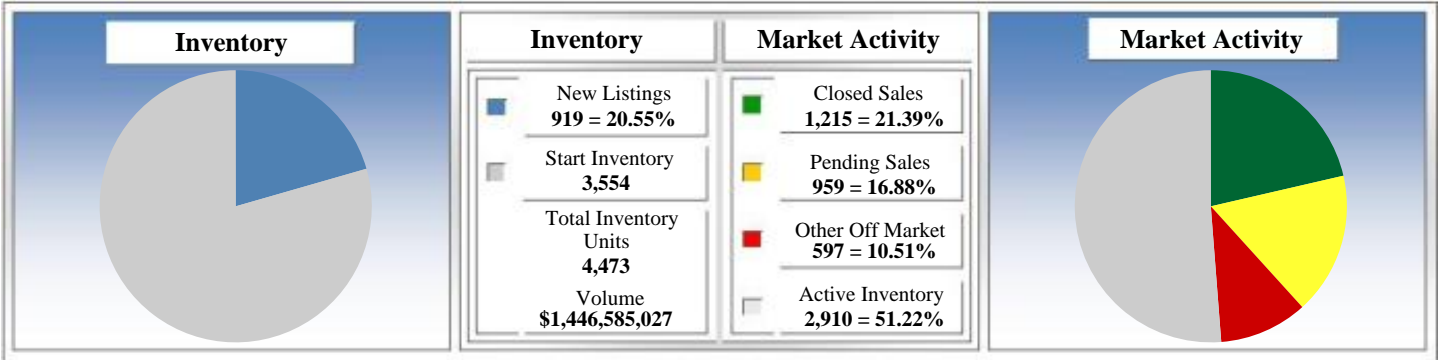 Inventory
Inventory
Market Activity
New Listings
919 = 20.55%
Start Inventory
3,554
Total Inventory
Units
4,473
Volume
$1,446,585,027
Closed Sales
1,215 = 21.39%
Pending Sales
959 = 16.88%
Other Off Market
597 = 10.51%
Active Inventory
2,910 = 51.22%
Market Activity